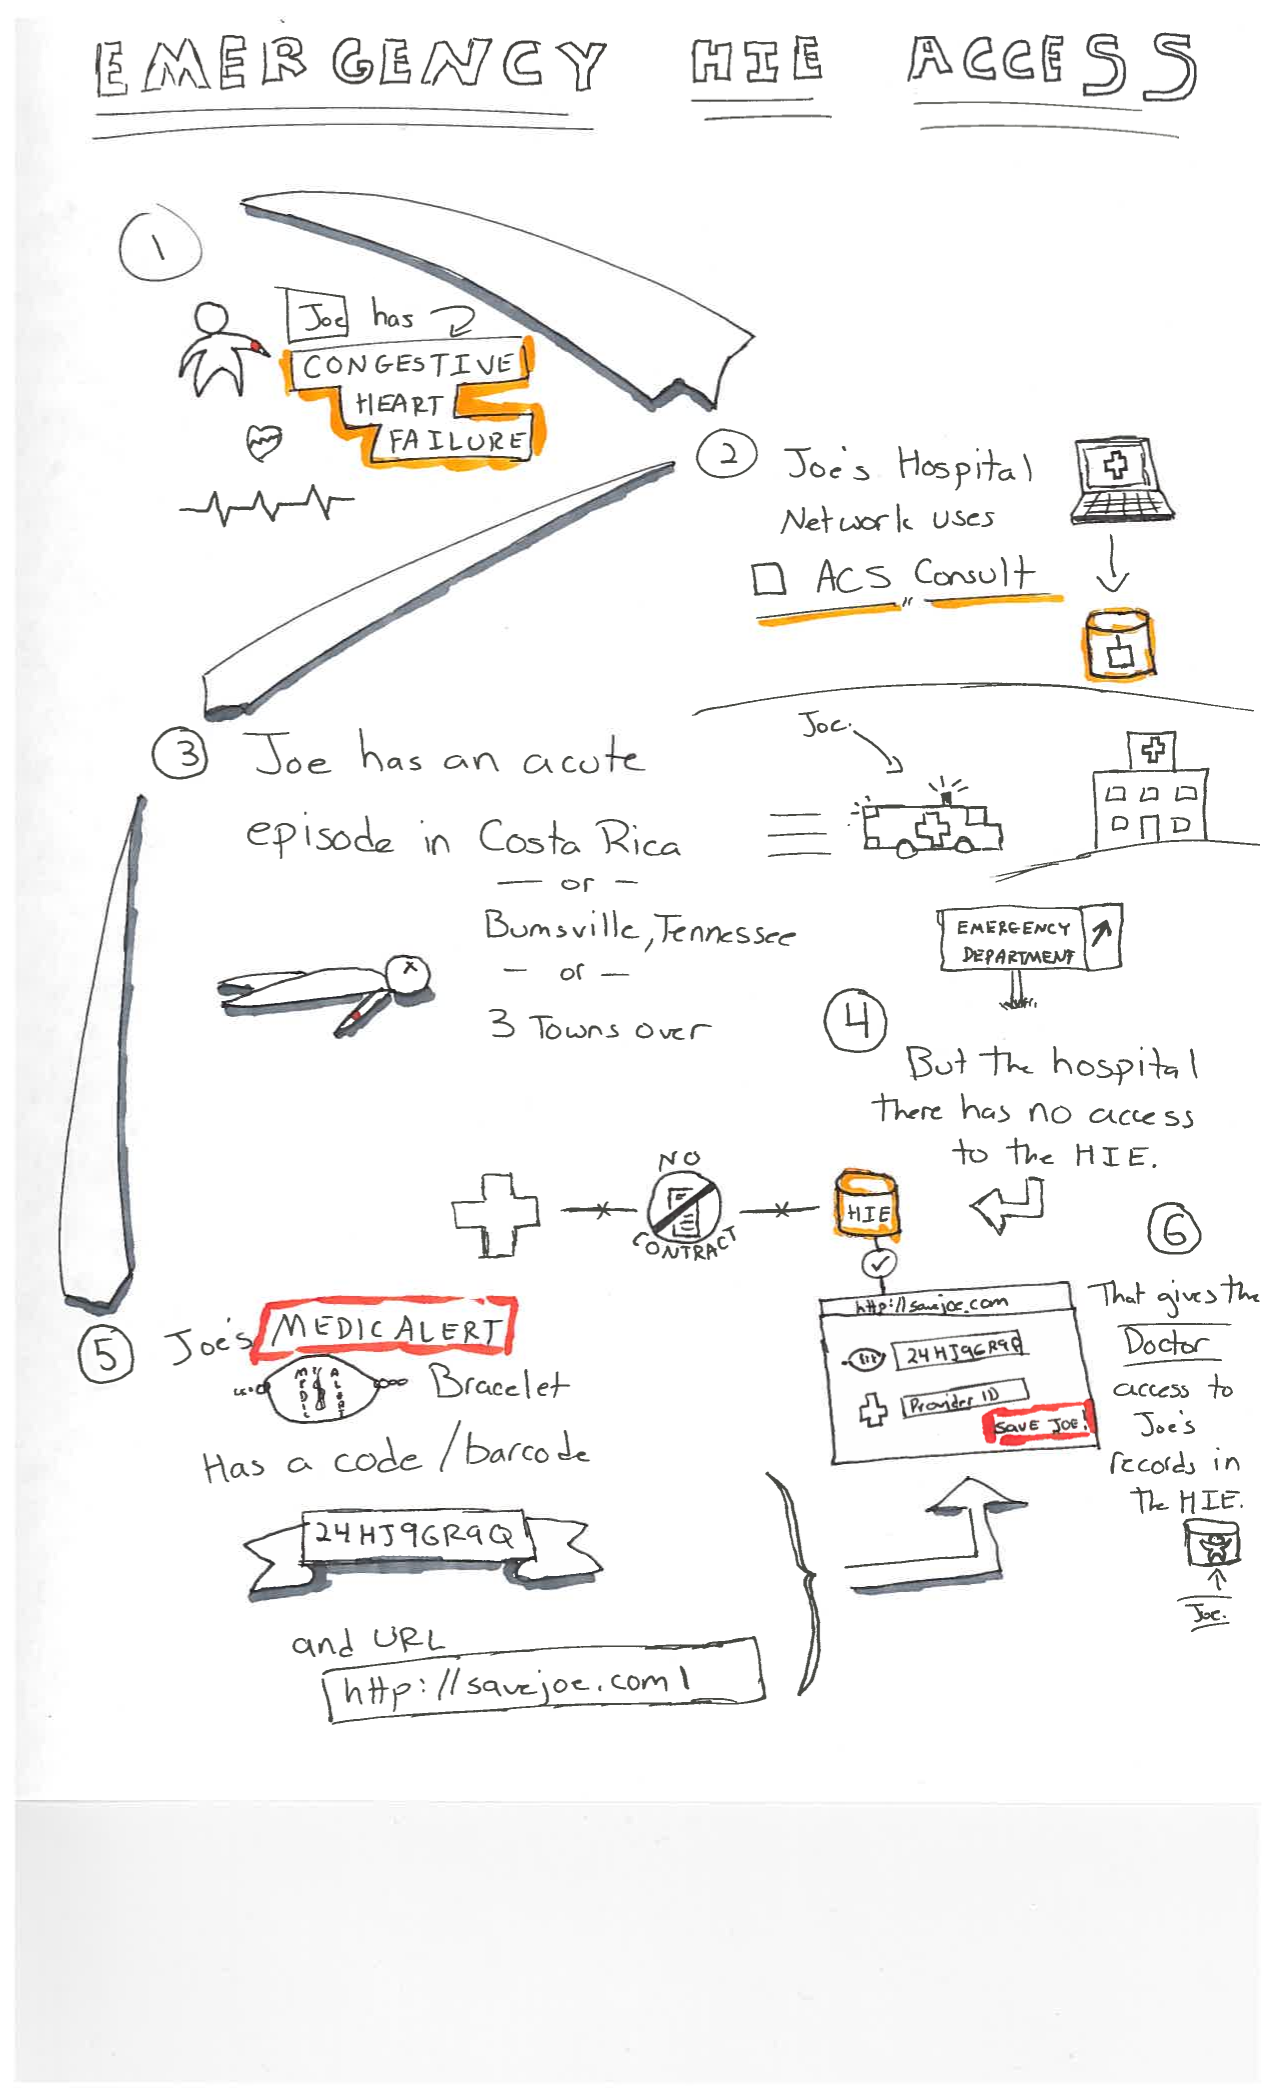 EMERGENCY HIE ACCESS
1
Joe has
CONGESTIVE
HEART
FAILURE
2 Joe's Hospital
Network uses
ACS Consult
3 Joe has an acute
episode in Costa Rica
— or —
Bumsville, Tennessee
— or —
3 Towns over
Joe.
EMERGENCY
DEPARTMENT
4
But the hospital
there has no access
to the HIE.
NO
CONTRACT
HIE
5 Joe's MEDIC ALERT
MEDIC ALERT
Bracelet
Has a code/barcode
24HJ96R9Q
and URL
http://savejoe.com
http://savejoe.com
24HJ96R9Q
Provider ID
SAVE JOE!
6
That gives the
Doctor
access to
Joe's
records in
the HIE.
Joe.